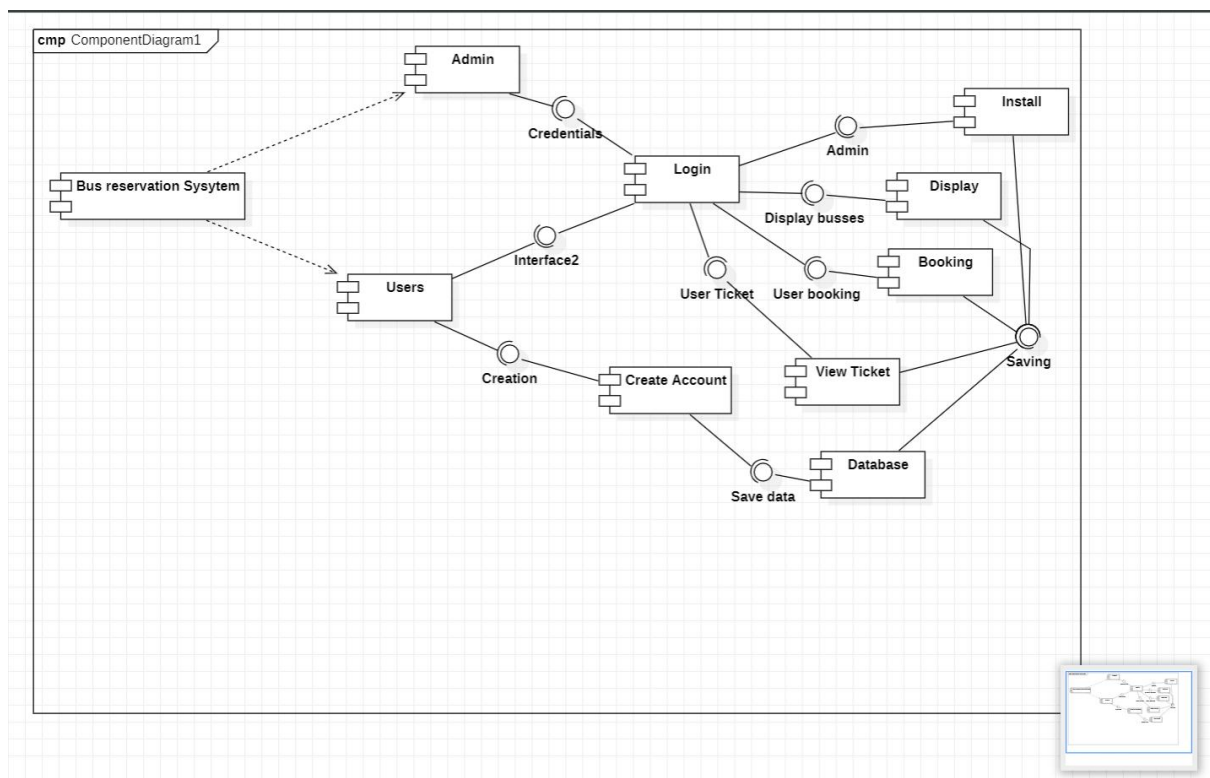 cmp ComponentDiagram1
Admin
Credentials
Install
Admin
Login
Bus reservation Sysytem
Display
Display busses
Interface2
Booking
Users
User Ticket
User booking
Saving
View Ticket
Creation
Create Account
Database
Save data